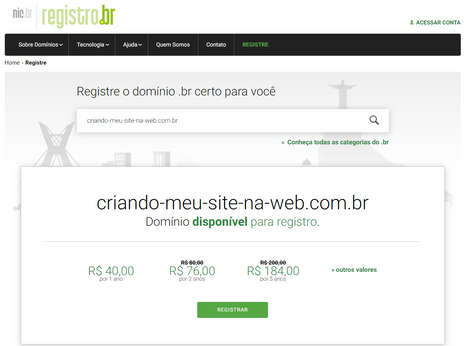 nic.br registro.br
ACESSAR CONTA
Sobre Domínios Tecnologia Ajuda Quem Somos Contato REGISTRE
Home › Registre
Registre o domínio .br certo para você
criando-meu-site-na-web.com.br
» Conheça todas as categorias do .br
criando-meu-site-na-web.com.br
Domínio disponível para registro.
R$ 80,00 R$ 200,00
R$ 40,00 R$ 76,00 R$ 184,00 » outros valores
por 1 ano por 2 anos por 5 anos
REGISTRAR